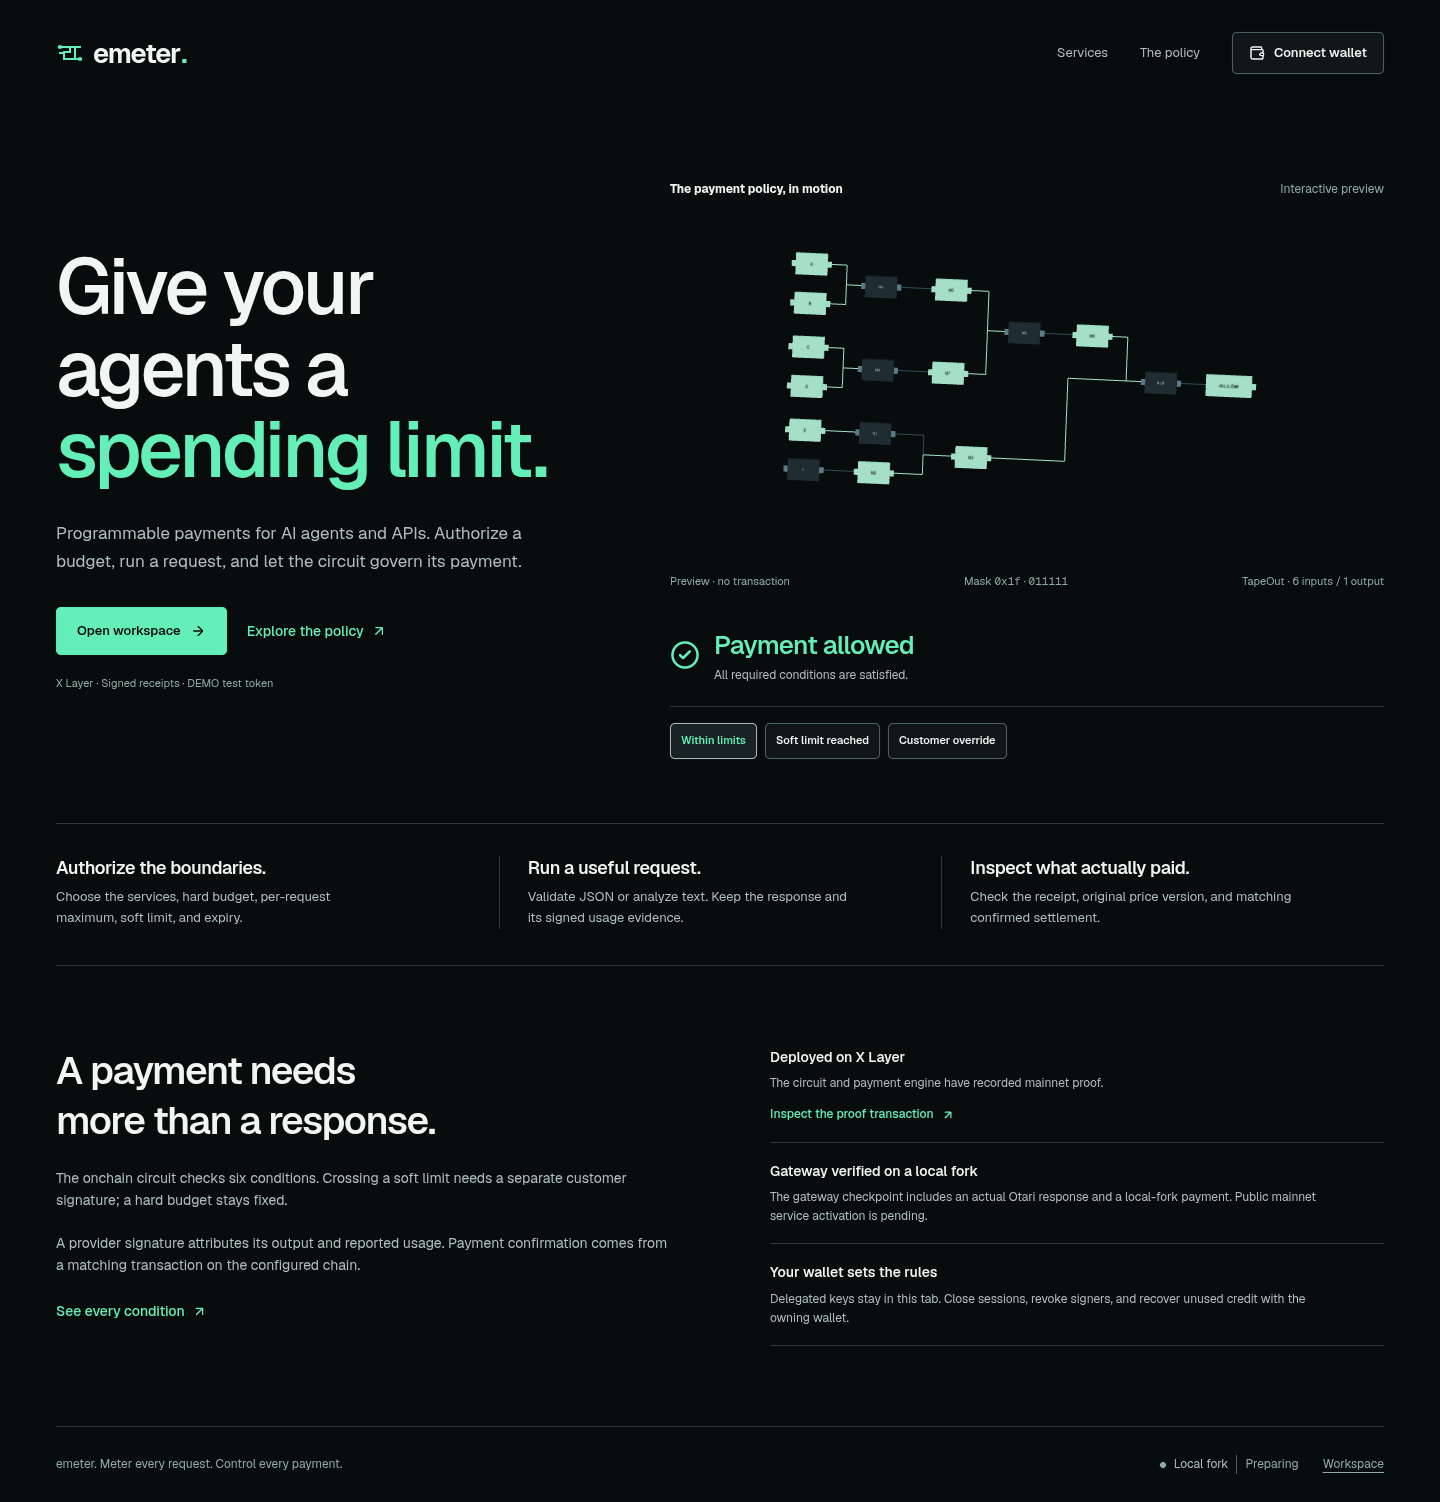 emeter.
Services
The policy
Connect wallet
The payment policy, in motion
Interactive preview
Give your
agents a
spending limit.
Programmable payments for AI agents and APIs. Authorize a
budget, run a request, and let the circuit govern its payment.
Open workspace
Explore the policy
X Layer · Signed receipts · DEMO test token
ALLOW
Preview · no transaction
Mask 0x1f · 011111
TapeOut · 6 inputs / 1 output
Payment allowed
All required conditions are satisfied.
Within limits
Soft limit reached
Customer override
Authorize the boundaries.
Choose the services, hard budget, per-request
maximum, soft limit, and expiry.
Run a useful request.
Validate JSON or analyze text. Keep the response and
its signed usage evidence.
Inspect what actually paid.
Check the receipt, original price version, and matching
confirmed settlement.
A payment needs
more than a response.
The onchain circuit checks six conditions. Crossing a soft limit needs a separate customer
signature; a hard budget stays fixed.
A provider signature attributes its output and reported usage. Payment confirmation comes from
a matching transaction on the configured chain.
See every condition
Deployed on X Layer
The circuit and payment engine have recorded mainnet proof.
Inspect the proof transaction
Gateway verified on a local fork
The gateway checkpoint includes an actual Otari response and a local-fork payment. Public mainnet
service activation is pending.
Your wallet sets the rules
Delegated keys stay in this tab. Close sessions, revoke signers, and recover unused credit with the
owning wallet.
emeter. Meter every request. Control every payment.
Local fork
Preparing
Workspace